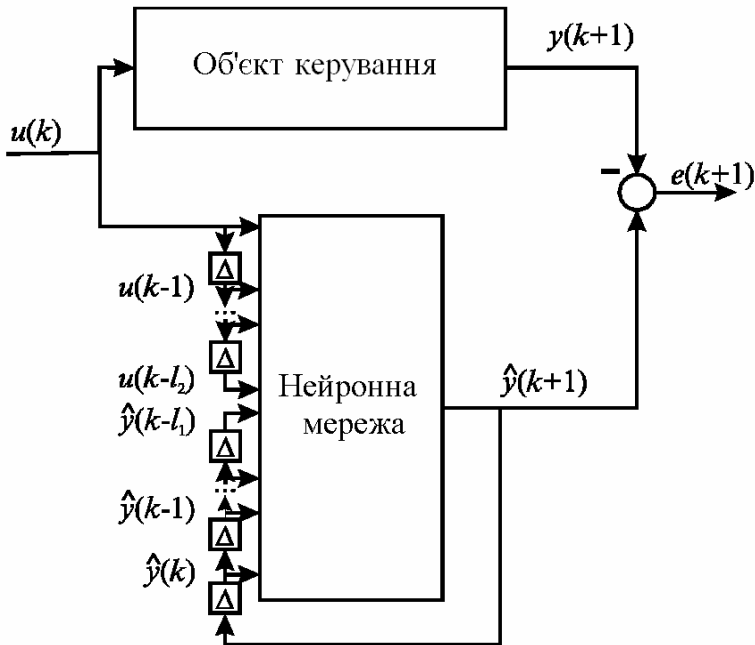 y(k+1)
Об'єкт керування
u(k)
−
e(k+1)
Δ
u(k-1)
Δ
u(k-l₂)
ŷ(k+1)
Нейронна
мережа
ŷ(k-l₁)
Δ
ŷ(k-1)
Δ
ŷ(k)
Δ